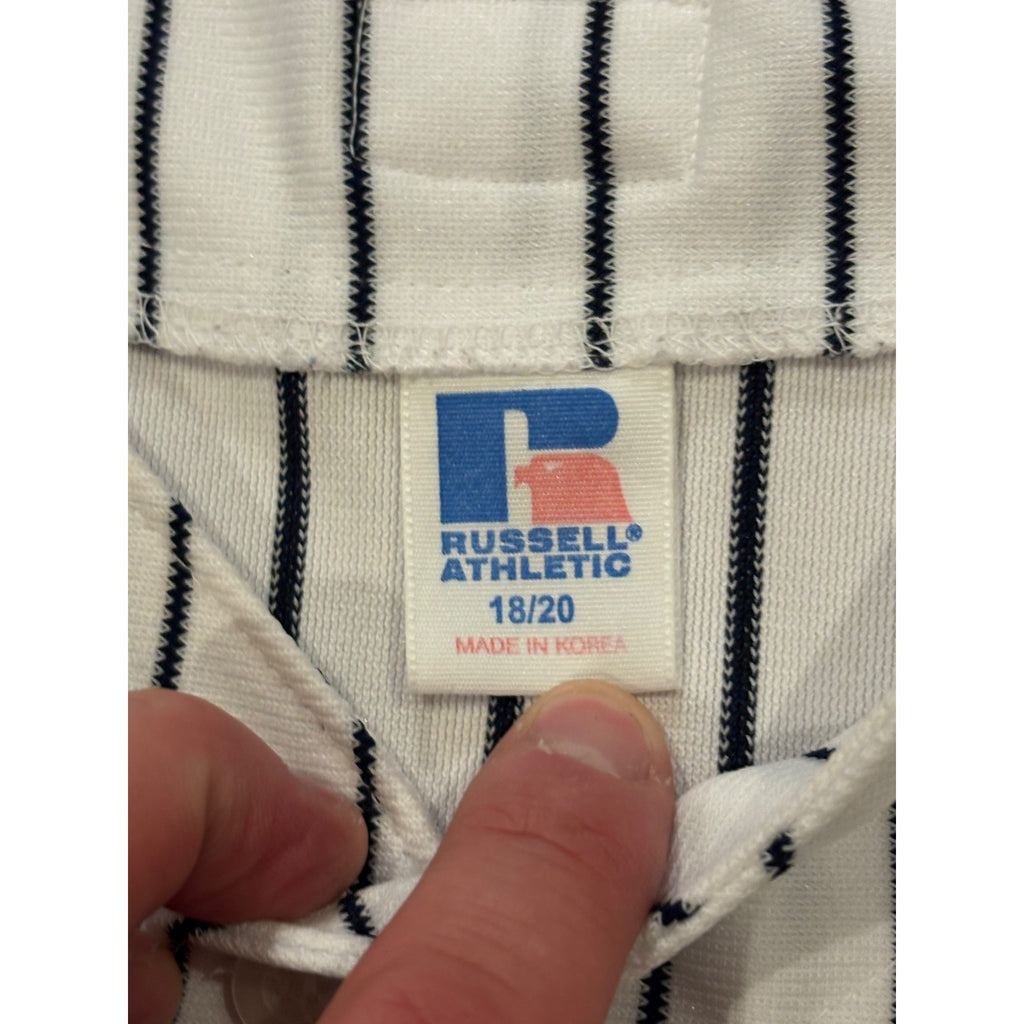 RUSSELL®
ATHLETIC
18/20
MADE IN KOREA